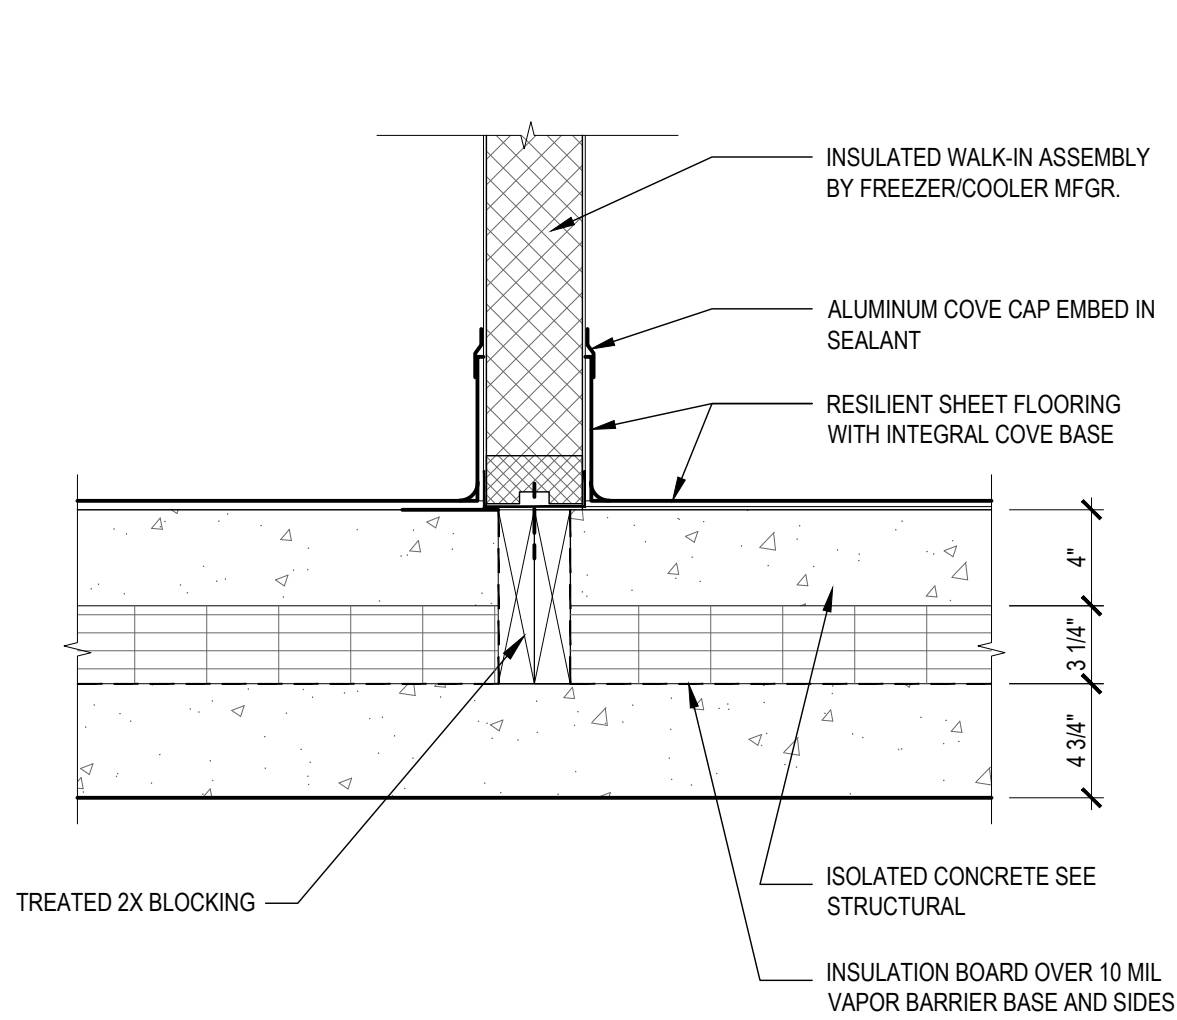 INSULATED WALK-IN ASSEMBLY
BY FREEZER/COOLER MFGR.
ALUMINUM COVE CAP EMBED IN
SEALANT
RESILIENT SHEET FLOORING
WITH INTEGRAL COVE BASE
4"
3 1/4"
4 3/4"
TREATED 2X BLOCKING
ISOLATED CONCRETE SEE
STRUCTURAL
INSULATION BOARD OVER 10 MIL
VAPOR BARRIER BASE AND SIDES